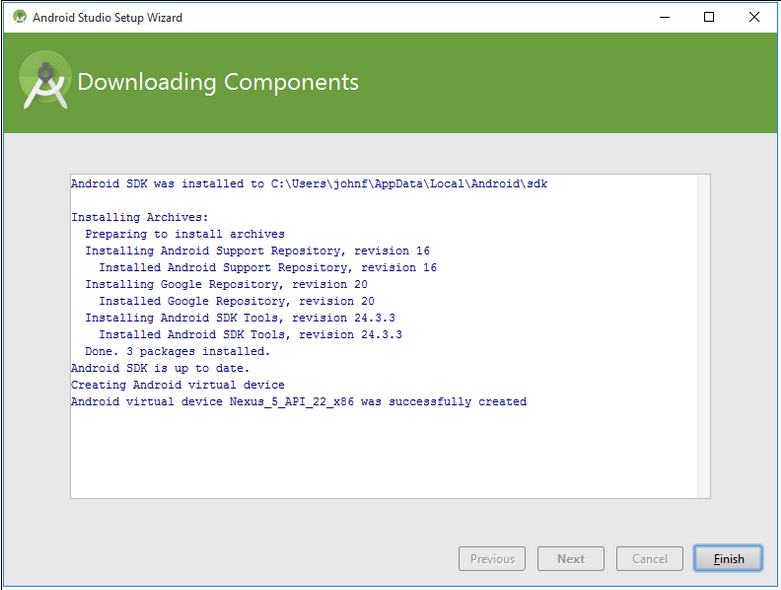 Android Studio Setup Wizard
Downloading Components
Android SDK was installed to C:\Users\johnf\AppData\Local\Android\sdk
Installing Archives:
Preparing to install archives
Installing Android Support Repository, revision 16
Installed Android Support Repository, revision 16
Installing Google Repository, revision 20
Installed Google Repository, revision 20
Installing Android SDK Tools, revision 24.3.3
Installed Android SDK Tools, revision 24.3.3
Done. 3 packages installed.
Android SDK is up to date.
Creating Android virtual device
Android virtual device Nexus_5_API_22_x86 was successfully created
Previous Next Cancel Finish